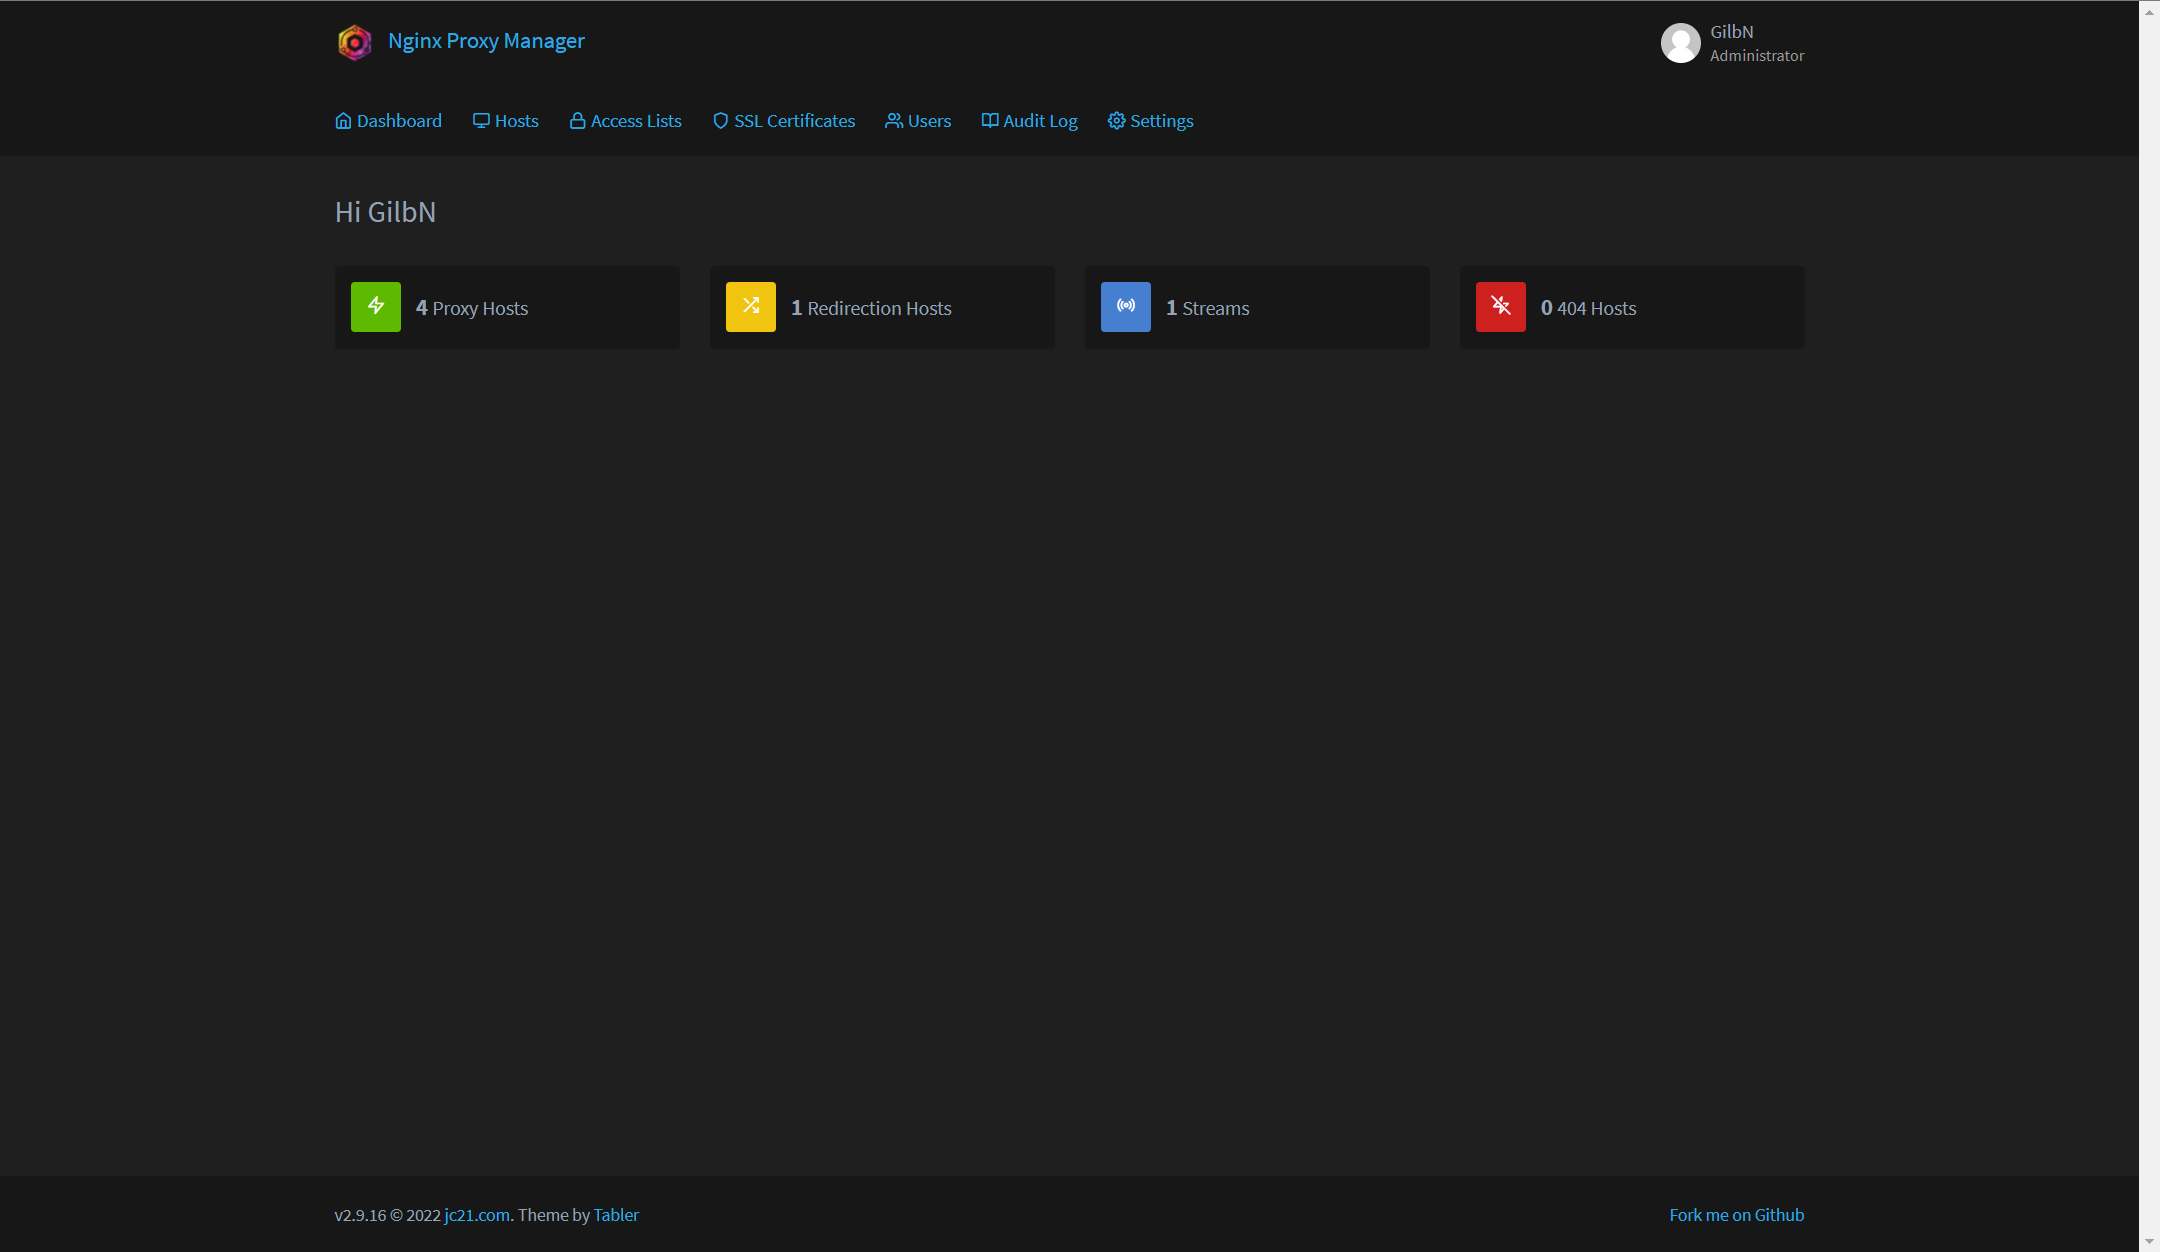 Nginx Proxy Manager
GilbN
Administrator
Dashboard Hosts Access Lists SSL Certificates Users Audit Log Settings
Hi GilbN
4 Proxy Hosts
1 Redirection Hosts
1 Streams
0 404 Hosts
v2.9.16 © 2022 jc21.com. Theme by Tabler
Fork me on Github